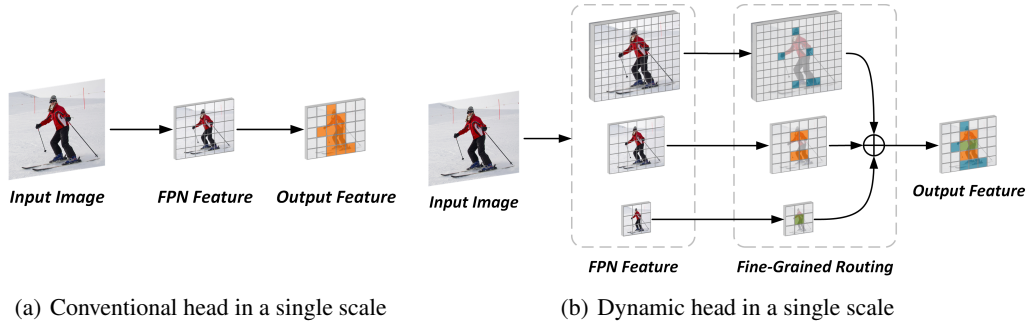 Input Image
FPN Feature
Output Feature
(a) Conventional head in a single scale
Input Image
FPN Feature
Fine-Grained Routing
Output Feature
(b) Dynamic head in a single scale